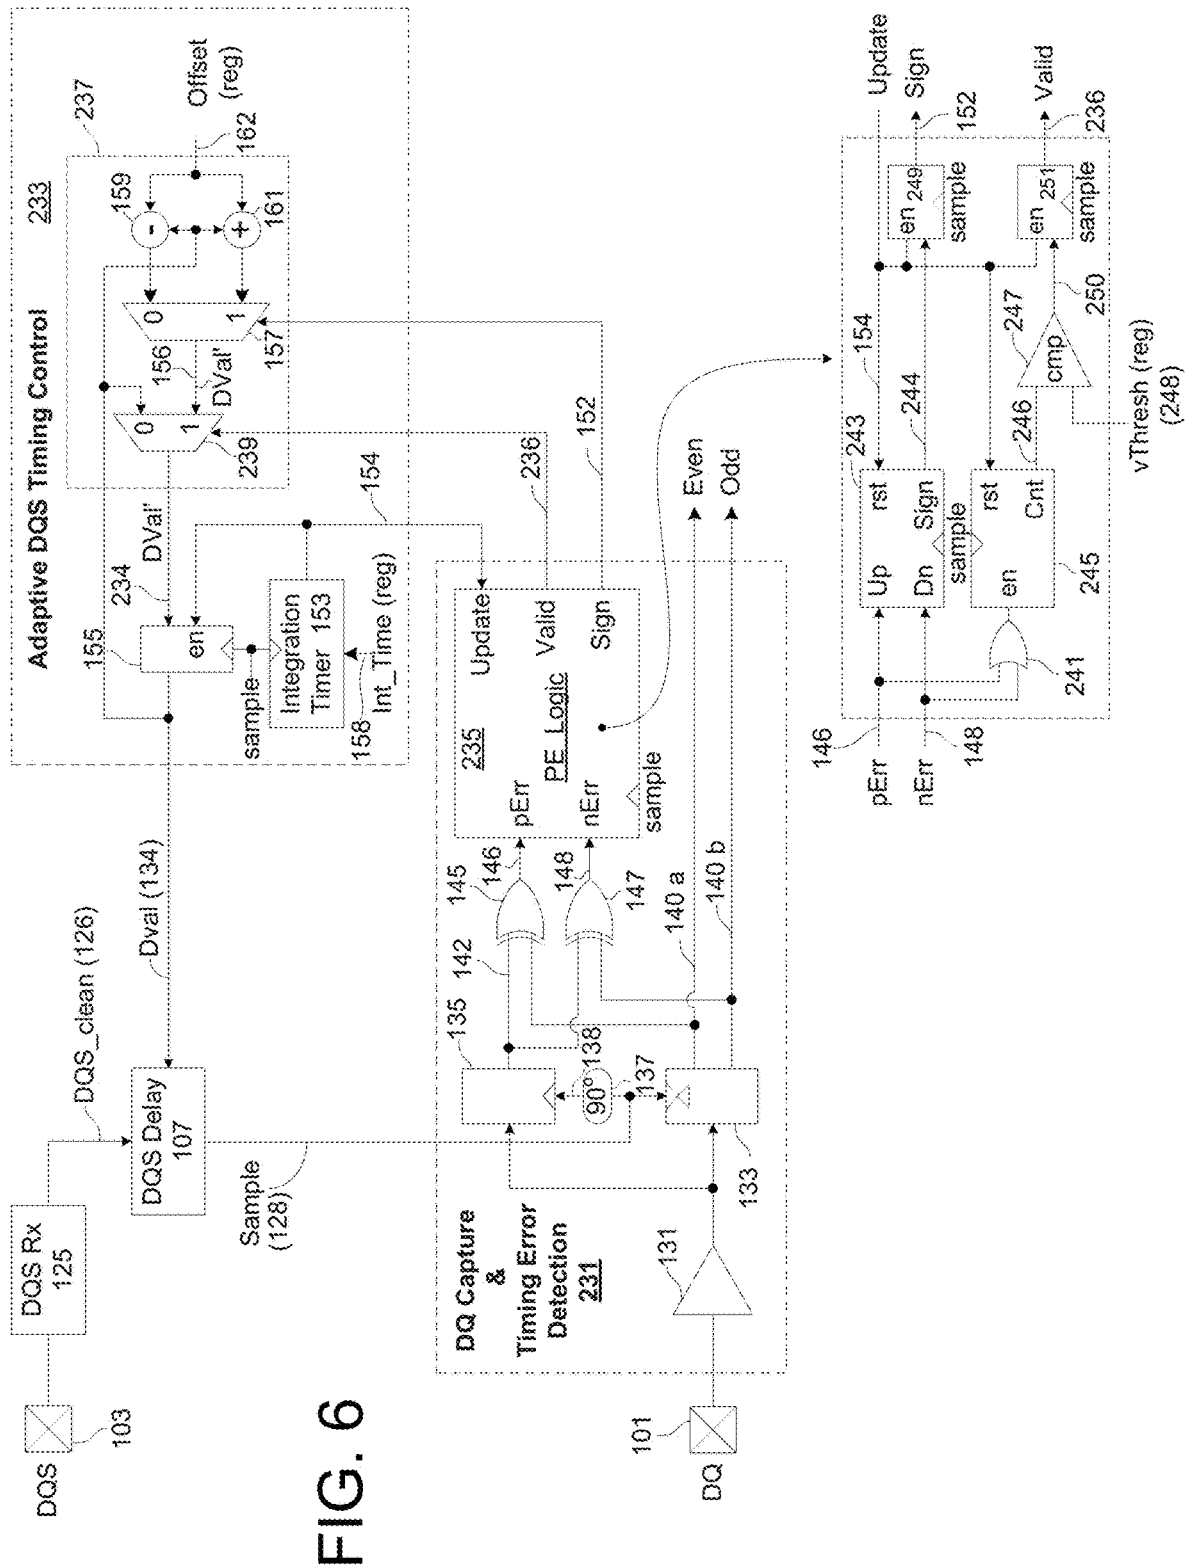 DQS
103
DQS Rx
125
DQS_clean (126)
DQS Delay
107
Dval (134)
Sample
(128)
Adaptive DQS Timing Control
233
155
234
DVal'
en
sample
Integration
Timer 153
158
Int_Time (reg)
154
0
1
239
156
DVal'
0
1
157
-
159
+
161
237
162
Offset
(reg)
DQ Capture
&
Timing Error
Detection
231
DQ
101
131
133
135
90°
137
138
142
145
146
147
148
140 a
140 b
pErr
nErr
235
PE_Logic
sample
Update
Valid
Sign
236
152
Even
Odd
pErr
146
nErr
148
241
Up
rst
Dn
Sign
243
sample
en
rst
Cnt
245
154
244
246
cmp
247
vThresh (reg)
(248)
250
en
249
sample
en
251
sample
Update
Sign
152
Valid
236
FIG. 6